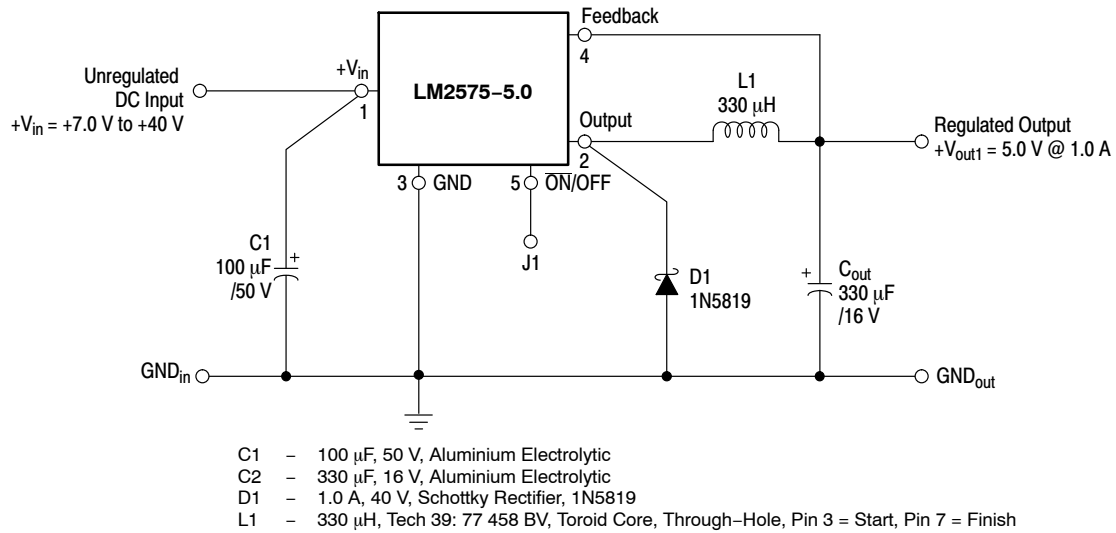 Feedback
4
Unregulated
DC Input
+Vin = +7.0 V to +40 V
+Vin
1
LM2575−5.0
L1
330 μH
Output
2
Regulated Output
+Vout1 = 5.0 V @ 1.0 A
3
GND
5
ON/OFF
J1
C1
100 μF
/50 V
+
D1
1N5819
+
Cout
330 μF
/16 V
GNDin
GNDout
C1 – 100 μF, 50 V, Aluminium Electrolytic
C2 – 330 μF, 16 V, Aluminium Electrolytic
D1 – 1.0 A, 40 V, Schottky Rectifier, 1N5819
L1 – 330 μH, Tech 39: 77 458 BV, Toroid Core, Through−Hole, Pin 3 = Start, Pin 7 = Finish